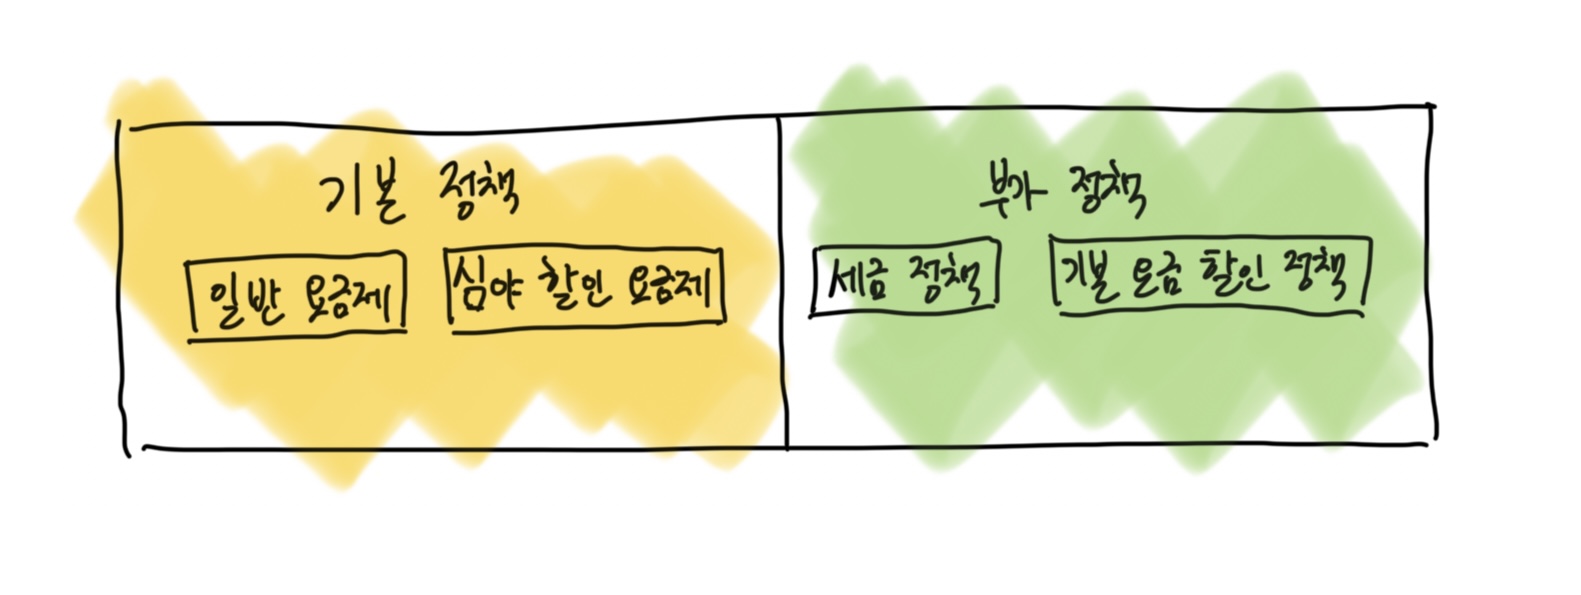 기본 정책
일반 요금제
심야 할인 요금제
부가 정책
세금 정책
기본 요금 할인 정책